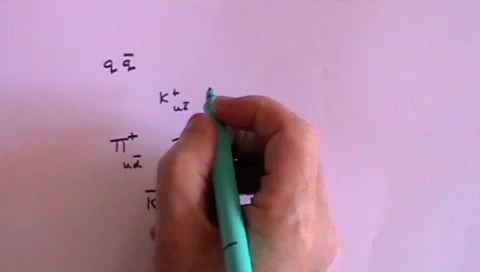 q q̄
K⁺ us̄
π⁺ ud̄
K̄